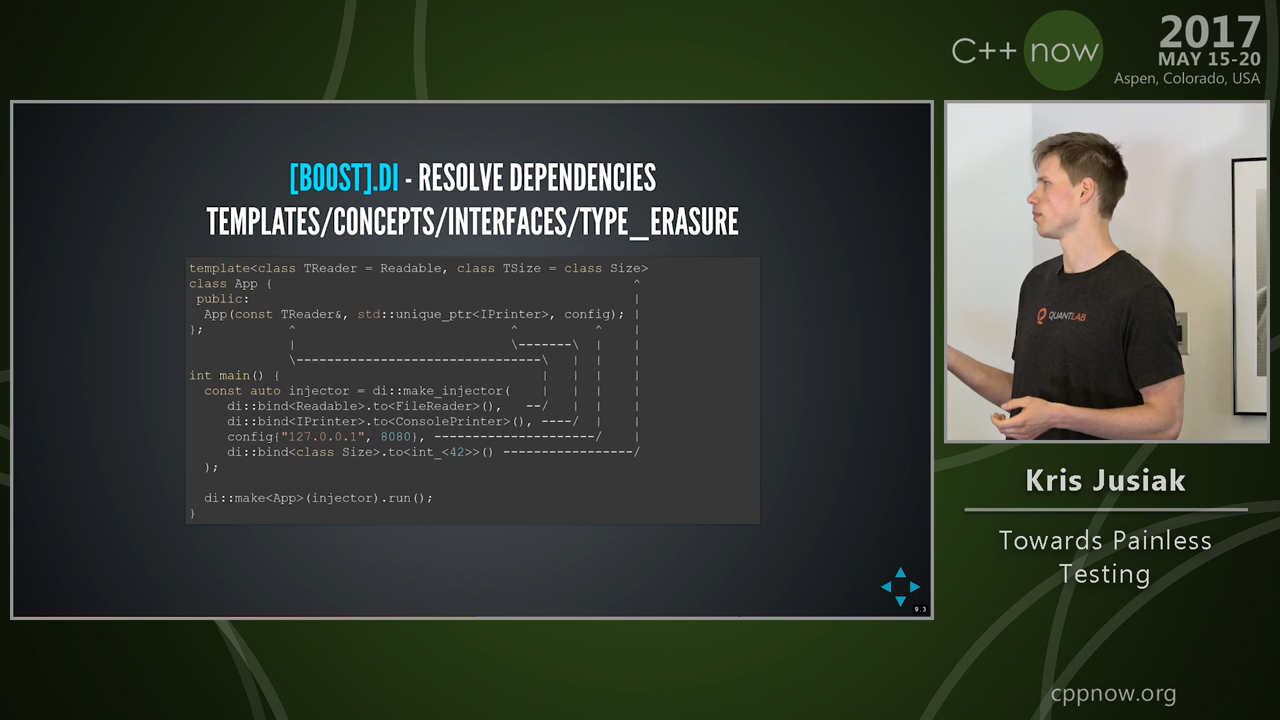 C++ now
2017
MAY 15-20
Aspen, Colorado, USA
[BOOST].DI - RESOLVE DEPENDENCIES
TEMPLATES/CONCEPTS/INTERFACES/TYPE_ERASURE
template<class TReader = Readable, class TSize = class Size>
class App {                                                ^
 public:                                                   |
  App(const TReader&, std::unique_ptr<IPrinter>, config);  |
};           ^                            ^          ^     |
             |                            \-------\  |     |
             \--------------------------------\   |  |     |
int main() {                                  |   |  |     |
  const auto injector = di::make_injector(    |   |  |     |
     di::bind<Readable>.to<FileReader>(),   --/   |  |     |
     di::bind<IPrinter>.to<ConsolePrinter>(), ----/  |     |
     config{"127.0.0.1", 8080}, ---------------------/     |
     di::bind<class Size>.to<int_<42>>() -----------------/
  );
  di::make<App>(injector).run();
}
9.3
QUANTLAB
Kris Jusiak
Towards Painless
Testing
cppnow.org